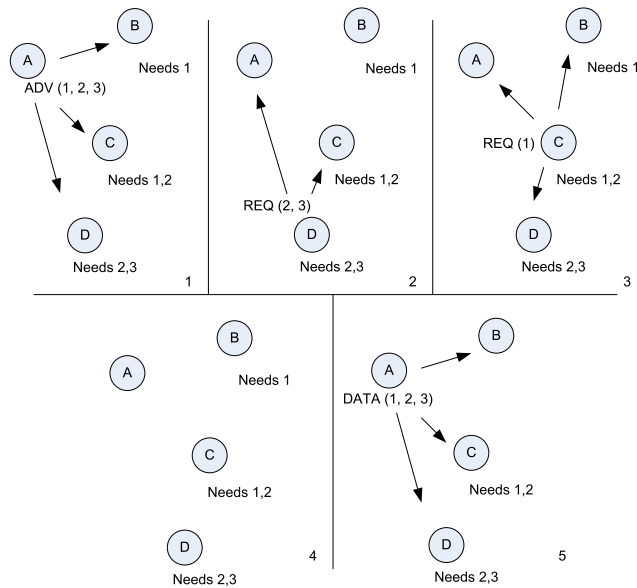 B
A
Needs 1
ADV (1, 2, 3)
C
Needs 1,2
D
Needs 2,3
1
B
A
Needs 1
C
Needs 1,2
REQ (2, 3)
D
Needs 2,3
2
B
A
Needs 1
REQ (1)
C
Needs 1,2
D
Needs 2,3
3
B
A
Needs 1
C
Needs 1,2
D
Needs 2,3
4
B
A
DATA (1, 2, 3)
C
Needs 1,2
D
Needs 2,3
5